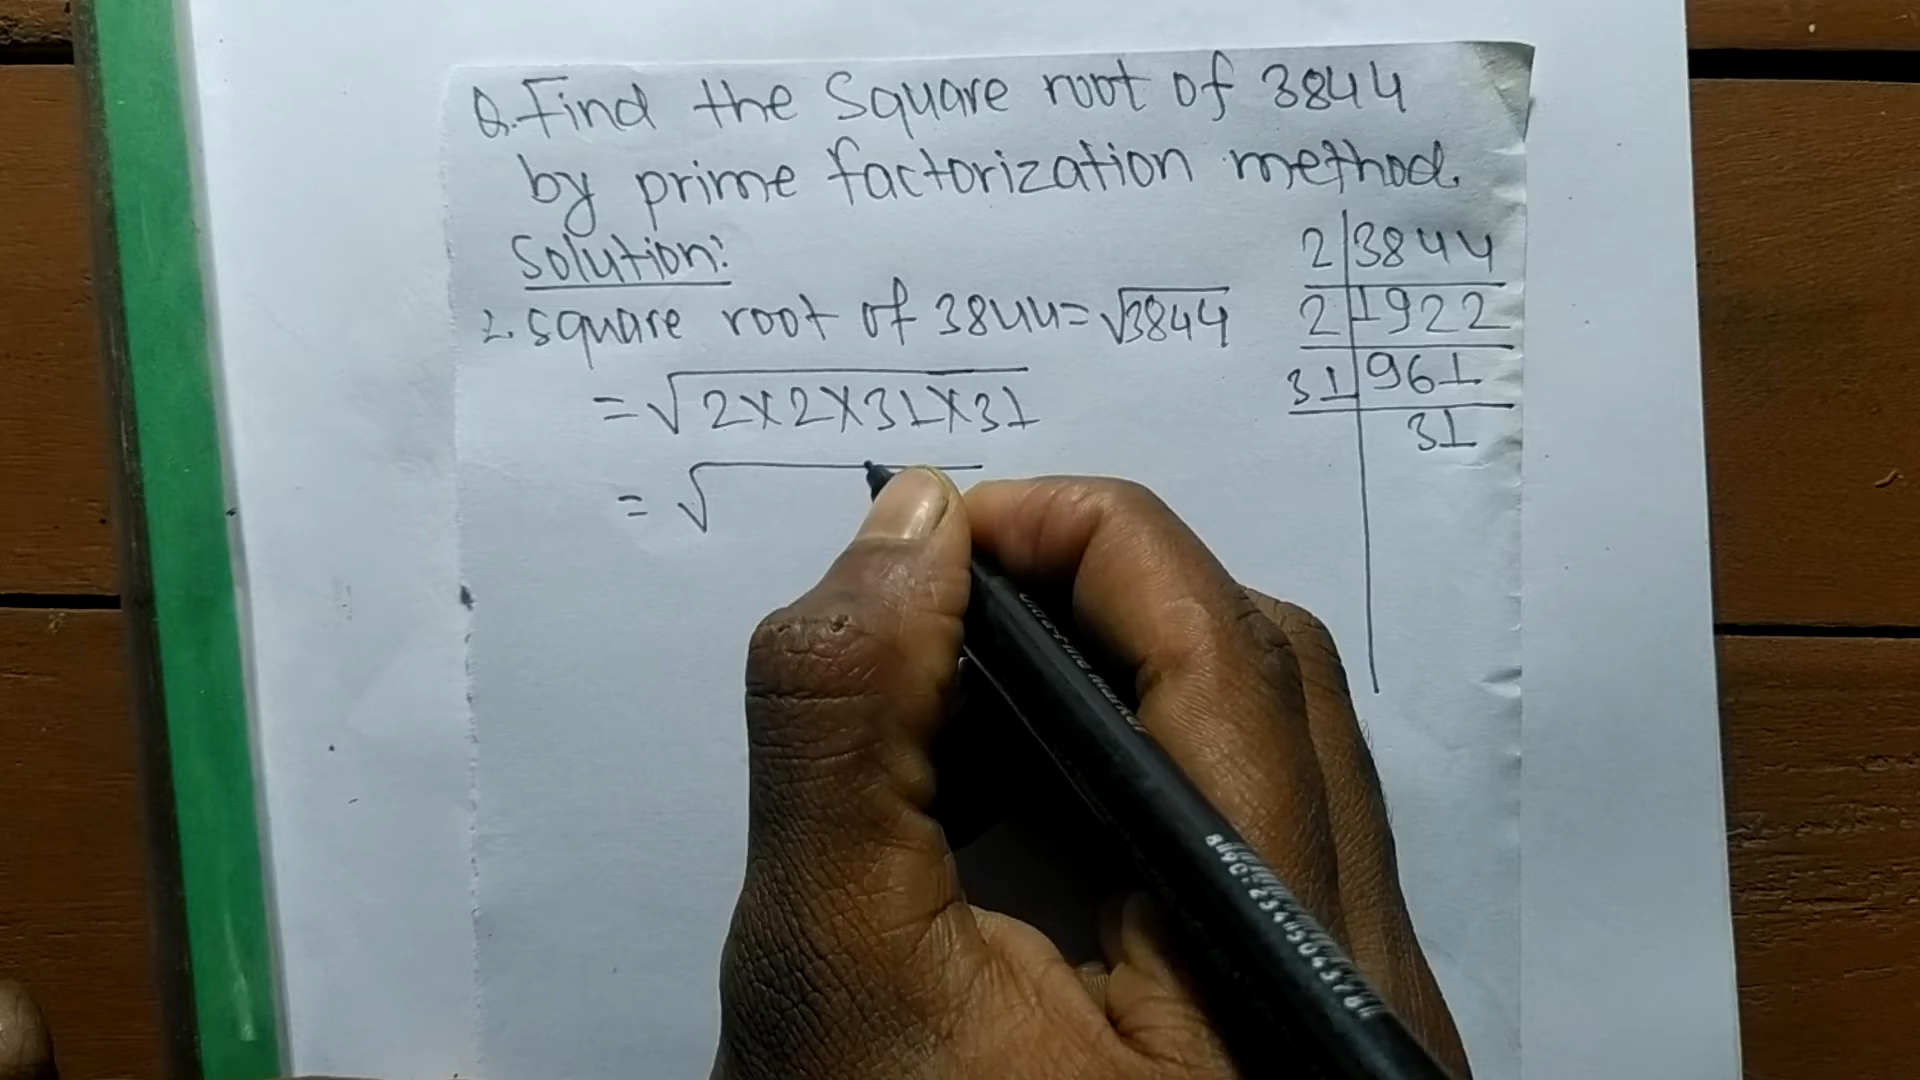 Q. Find the Square root of 3844
by prime factorization method.
Solution:
2. square root of 3844 = √3844
= √2×2×31×31
= √
2 3844
2 1922
31 961
31